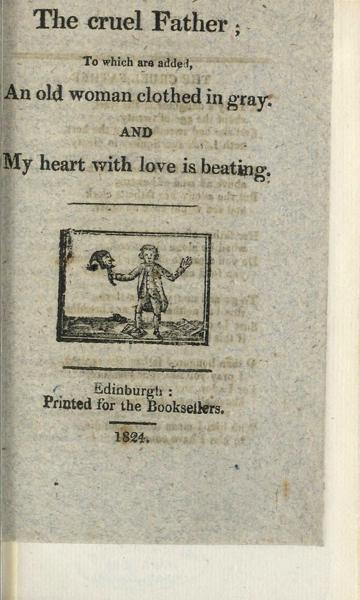 The cruel Father;
To which are added,
An old woman clothed in gray.
AND
My heart with love is beating.
Edinburgh:
Printed for the Booksellers.
1824.